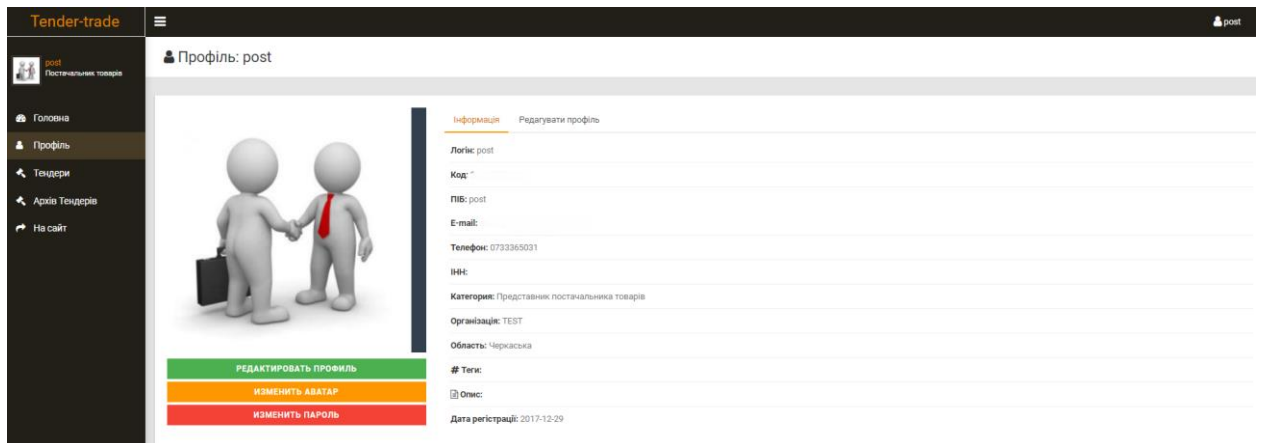 Tender-trade
post
post
Постачальник товарів
Головна
Профіль
Тендери
Архів Тендерів
На сайт
Профіль: post
РЕДАКТИРОВАТЬ ПРОФИЛЬ
ИЗМЕНИТЬ АВАТАР
ИЗМЕНИТЬ ПАРОЛЬ
Інформація Редагувати профіль
Логін: post
Код:
ПІБ: post
E-mail:
Телефон: 0733365031
ІНН:
Категория: Представник постачальника товарів
Організація: TEST
Область: Черкаська
# Теги:
Опис:
Дата регістрації: 2017-12-29